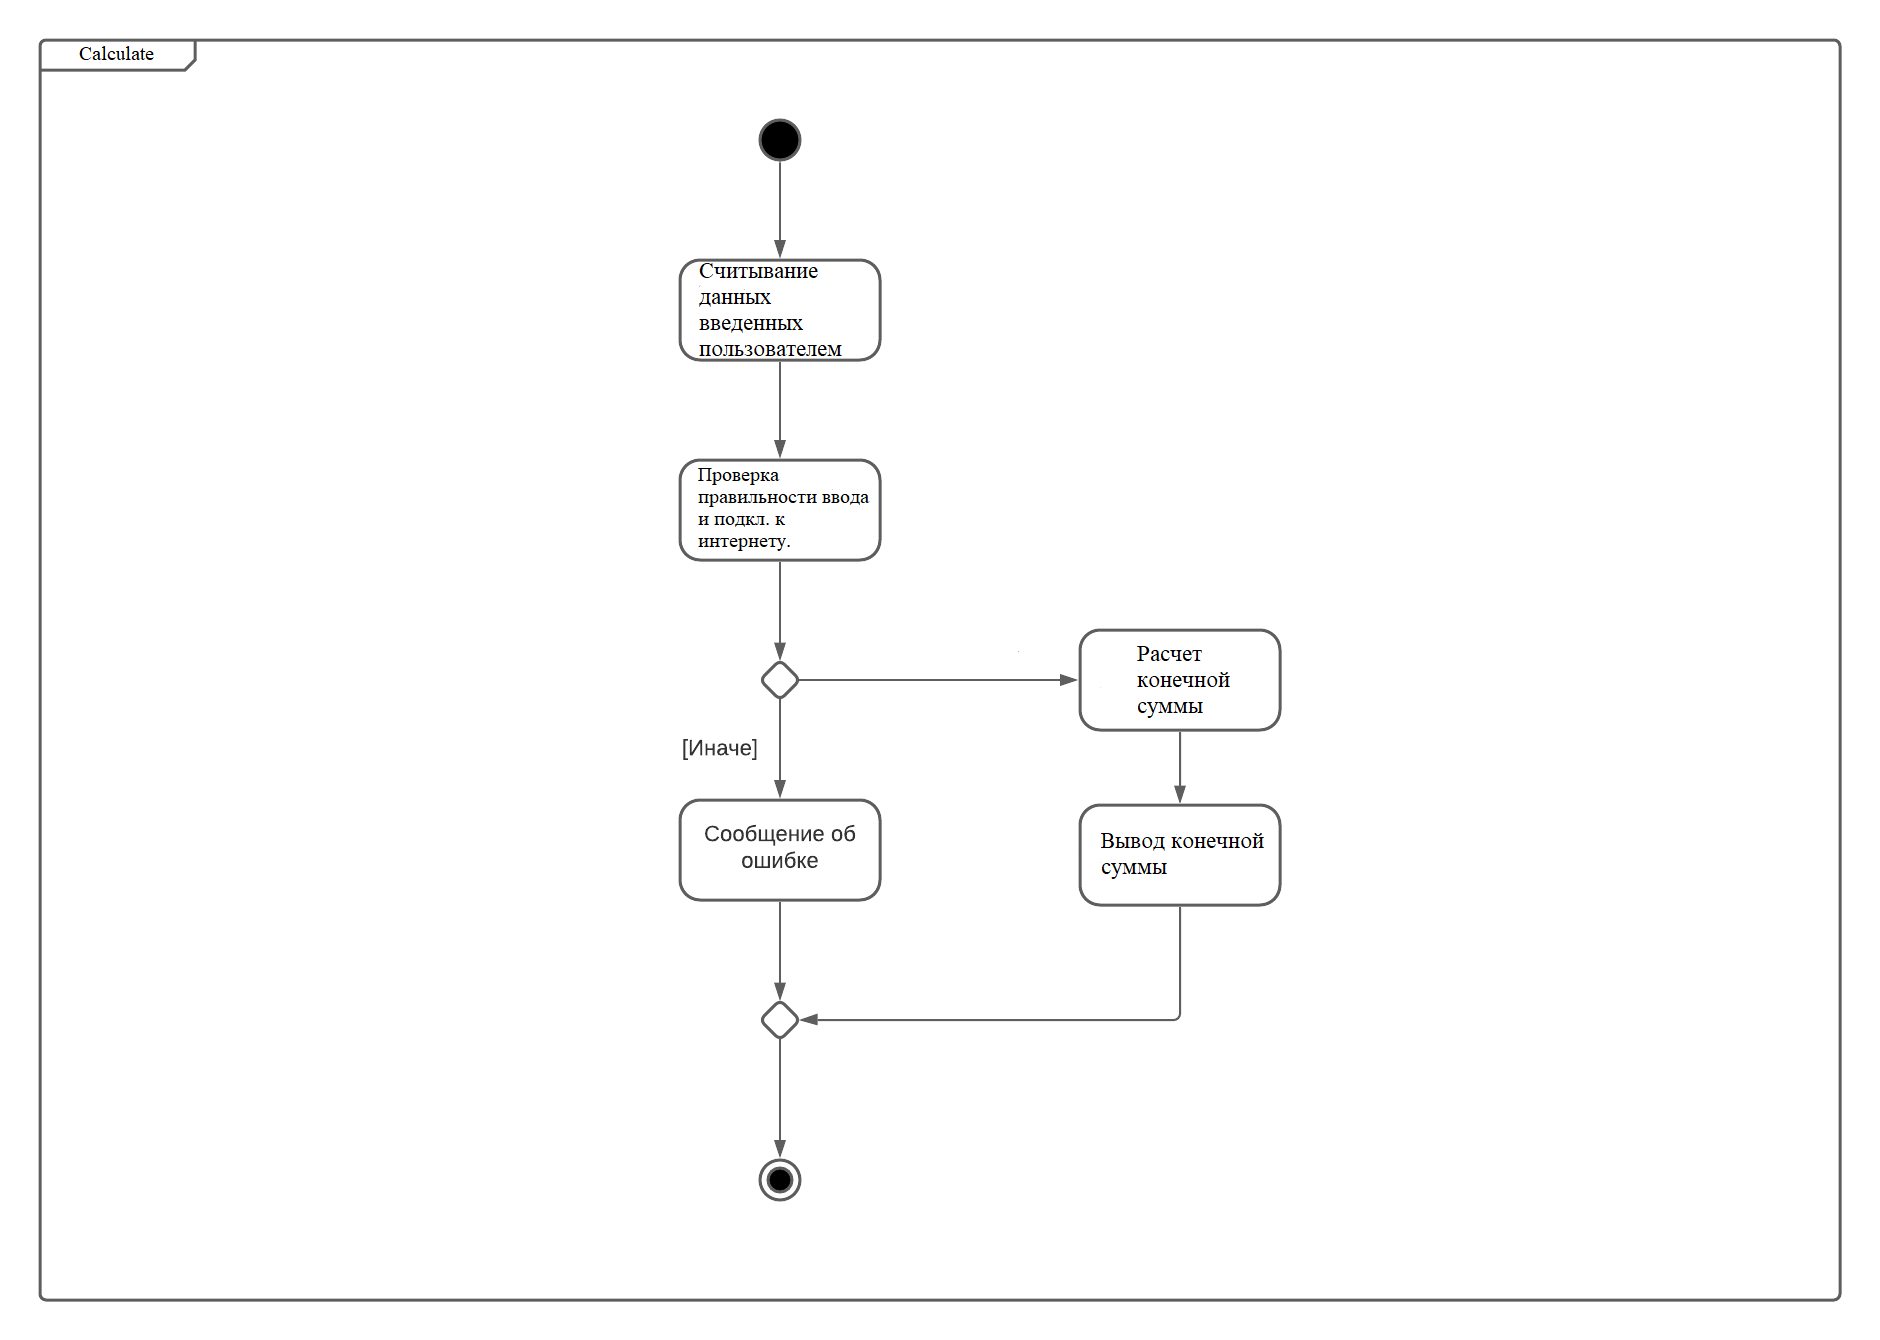 Calculate
Считывание
данных
введенных
пользователем
Проверка
правильности ввода
и подкл. к
интернету.
Расчет
конечной
суммы
[Иначе]
Сообщение об
ошибке
Вывод конечной
суммы